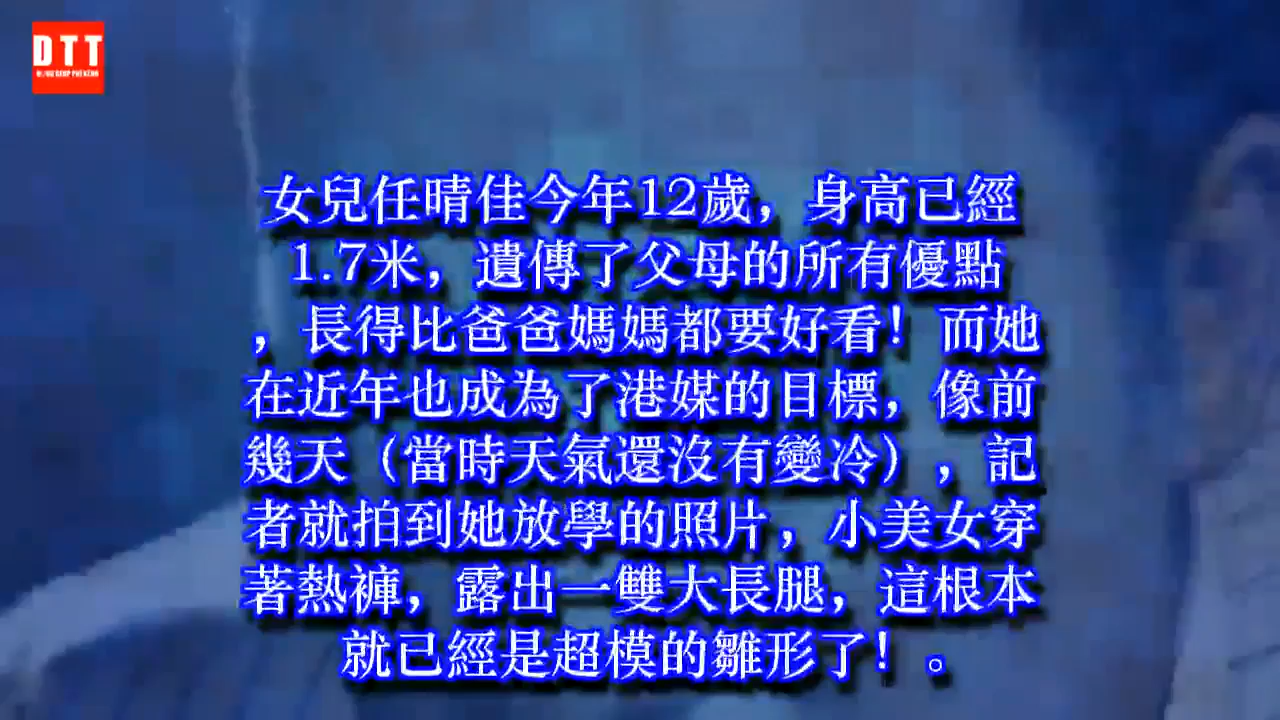 DTT
女兒任晴佳今年12歲，身高已經
1.7米，遺傳了父母的所有優點
，長得比爸爸媽媽都要好看！而她
在近年也成為了港媒的目標，像前
幾天（當時天氣還沒有變冷），記
者就拍到她放學的照片，小美女穿
著熱褲，露出一雙大長腿，這根本
就已經是超模的雛形了！。